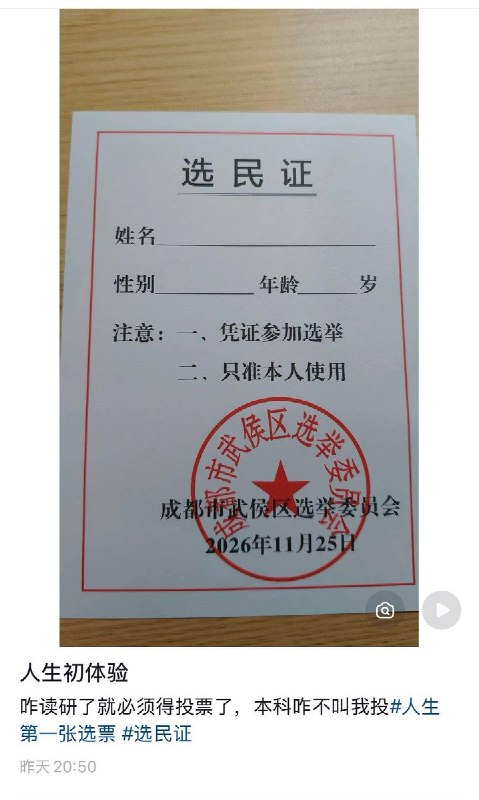 选民证
姓名
性别 年龄 岁
注意：一、凭证参加选举
二、只准本人使用
成都市武侯区选举委员会
成都市武侯区选举委员会
2026年11月25日
人生初体验
咋读研了就必须得投票了，本科咋不叫我投#人生
第一张选票 #选民证
昨天 20:50